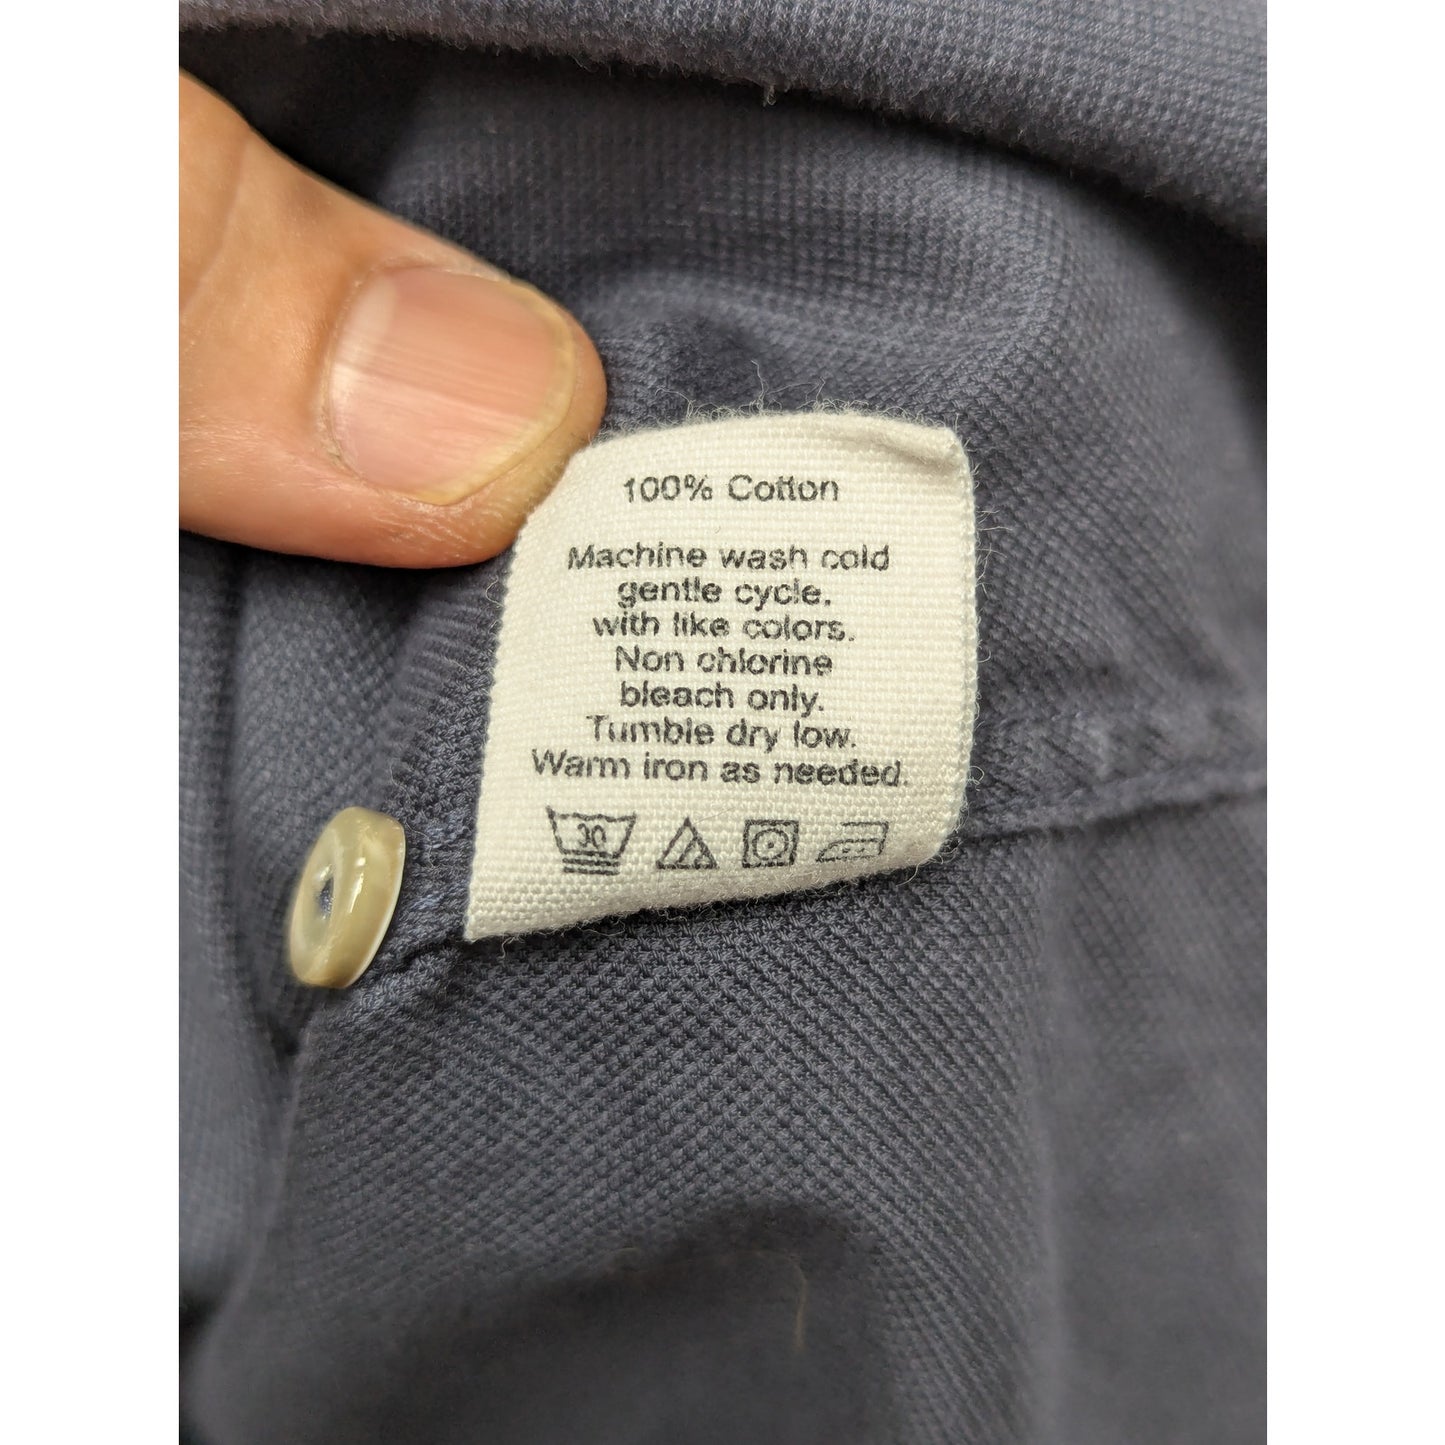 100% Cotton
Machine wash cold
gentle cycle,
with like colors.
Non chlorine
bleach only.
Tumble dry low.
Warm iron as needed.
30